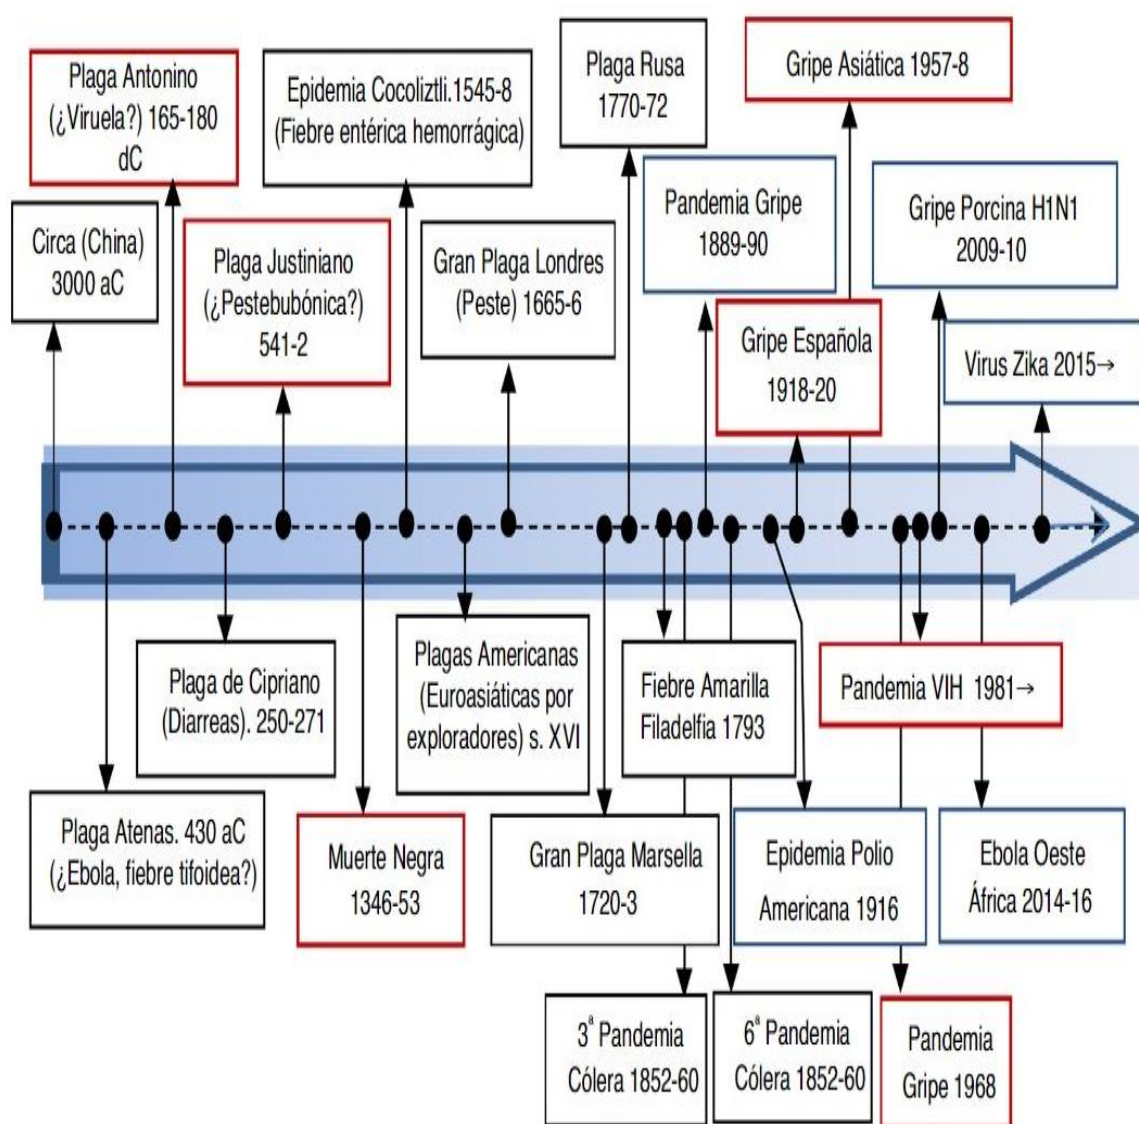 Plaga Antonino
(¿Viruela?) 165-180
dC
Epidemia Cocoliztli.1545-8
(Fiebre entérica hemorrágica)
Plaga Rusa
1770-72
Gripe Asiática 1957-8
Circa (China)
3000 aC
Plaga Justiniano
(¿Pestebubónica?)
541-2
Gran Plaga Londres
(Peste) 1665-6
Pandemia Gripe
1889-90
Gripe Española
1918-20
Gripe Porcina H1N1
2009-10
Virus Zika 2015→
Plaga de Cipriano
(Diarreas). 250-271
Plagas Americanas
(Euroasiáticas por
exploradores) s. XVI
Fiebre Amarilla
Filadelfia 1793
Pandemia VIH 1981→
Plaga Atenas. 430 aC
(¿Ebola, fiebre tifoidea?)
Muerte Negra
1346-53
Gran Plaga Marsella
1720-3
Epidemia Polio
Americana 1916
Ebola Oeste
África 2014-16
3ª Pandemia
Cólera 1852-60
6ª Pandemia
Cólera 1852-60
Pandemia
Gripe 1968